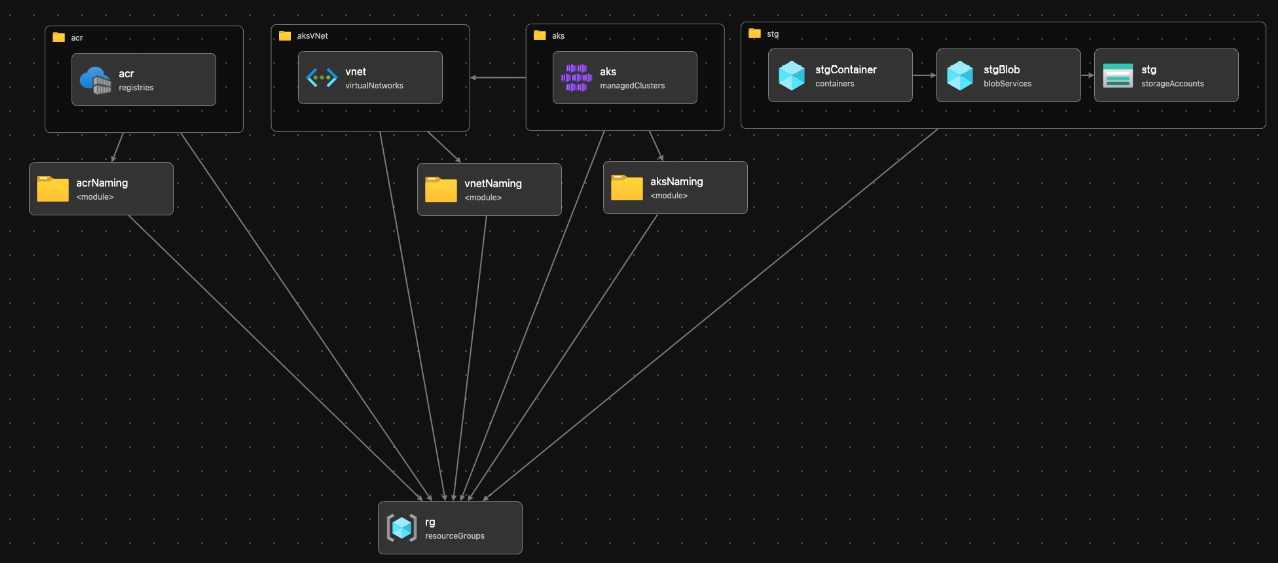 acr
acr
registries
aksVNet
vnet
virtualNetworks
aks
aks
managedClusters
stg
stgContainer
containers
stgBlob
blobServices
stg
storageAccounts
acrNaming
<module>
vnetNaming
<module>
aksNaming
<module>
rg
resourceGroups